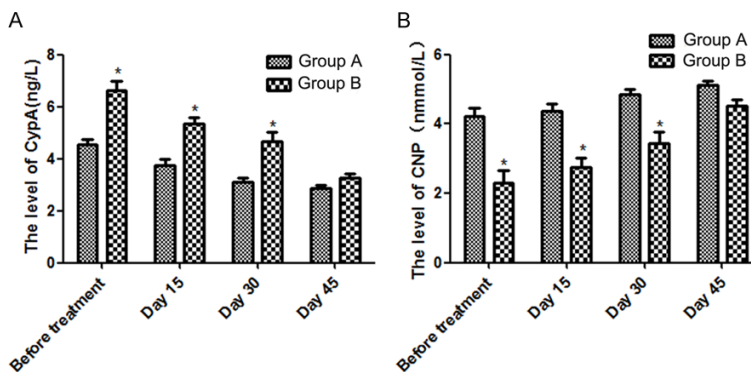 A
The level of CypA(ng/L)
8
6
4
2
0
Group A
Group B
*
*
*
Before treatment
Day 15
Day 30
Day 45
B
The level of CNP (nmmol/L)
6
4
2
0
Group A
Group B
*
*
*
Before treatment
Day 15
Day 30
Day 45